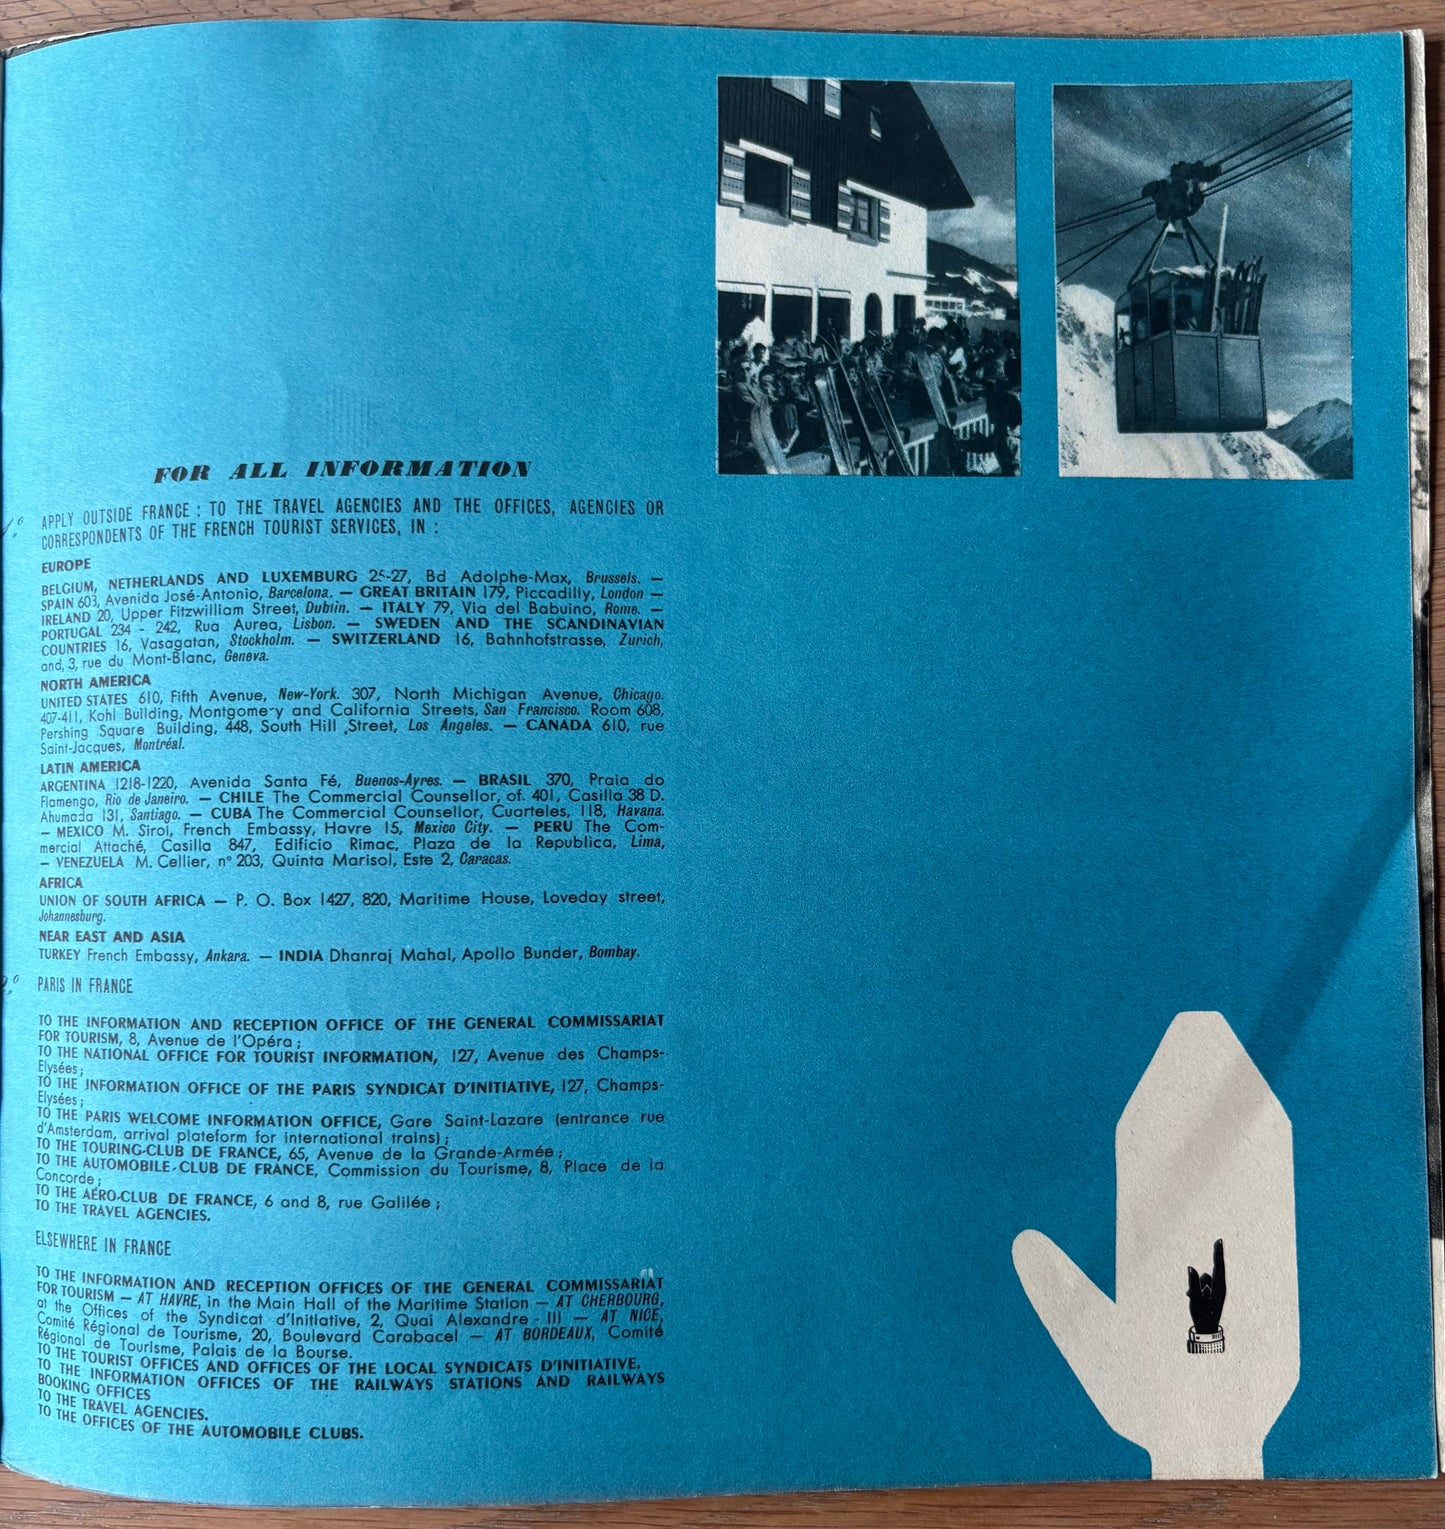 FOR ALL INFORMATION
1.º APPLY OUTSIDE FRANCE : TO THE TRAVEL AGENCIES AND THE OFFICES, AGENCIES OR
CORRESPONDENTS OF THE FRENCH TOURIST SERVICES, IN :
EUROPE
BELGIUM, NETHERLANDS AND LUXEMBURG 25-27, Bd Adolphe-Max, Brussels. —
SPAIN 603, Avenida José-Antonio, Barcelona. — GREAT BRITAIN 179, Piccadilly, London —
IRELAND 20, Upper Fitzwilliam Street, Dublin. — ITALY 79, Via del Babuino, Rome. —
PORTUGAL 234 - 242, Rua Aurea, Lisbon. — SWEDEN AND THE SCANDINAVIAN
COUNTRIES 16, Vasagatan, Stockholm. — SWITZERLAND 16, Bahnhofstrasse, Zurich,
and, 3, rue du Mont-Blanc, Geneva.
NORTH AMERICA
UNITED STATES 610, Fifth Avenue, New-York. 307, North Michigan Avenue, Chicago.
407-411, Kohl Building, Montgomery and California Streets, San Francisco. Room 608,
Pershing Square Building, 448, South Hill Street, Los Angeles. — CANADA 610, rue
Saint-Jacques, Montréal.
LATIN AMERICA
ARGENTINA 1218-1220, Avenida Santa Fé, Buenos-Ayres. — BRASIL 370, Praia do
Flamengo, Rio de Janeiro. — CHILE The Commercial Counsellor, of. 401, Casilla 38 D.
Ahumada 131, Santiago. — CUBA The Commercial Counsellor, Cuarteles, 118, Havana.
— MEXICO M. Sirol, French Embassy, Havre 15, Mexico City. — PERU The Com-
mercial Attaché, Casilla 847, Edificio Rimac, Plaza de la Republica, Lima,
— VENEZUELA M. Cellier, n° 203, Quinta Marisol, Este 2, Caracas.
AFRICA
UNION OF SOUTH AFRICA — P. O. Box 1427, 820, Maritime House, Loveday street,
Johannesburg.
NEAR EAST AND ASIA
TURKEY French Embassy, Ankara. — INDIA Dhanraj Mahal, Apollo Bunder, Bombay.
2.º PARIS IN FRANCE
TO THE INFORMATION AND RECEPTION OFFICE OF THE GENERAL COMMISSARIAT
FOR TOURISM, 8, Avenue de l'Opéra ;
TO THE NATIONAL OFFICE FOR TOURIST INFORMATION, 127, Avenue des Champs-
Elysées ;
TO THE INFORMATION OFFICE OF THE PARIS SYNDICAT D'INITIATIVE, 127, Champs-
Elysées ;
TO THE PARIS WELCOME INFORMATION OFFICE, Gare Saint-Lazare (entrance rue
d'Amsterdam, arrival plateform for international trains) ;
TO THE TOURING-CLUB DE FRANCE, 65, Avenue de la Grande-Armée ;
TO THE AUTOMOBILE-CLUB DE FRANCE, Commission du Tourisme, 8, Place de la
Concorde ;
TO THE AÉRO-CLUB DE FRANCE, 6 and 8, rue Galilée ;
TO THE TRAVEL AGENCIES.
ELSEWHERE IN FRANCE
TO THE INFORMATION AND RECEPTION OFFICES OF THE GENERAL COMMISSARIAT
FOR TOURISM — AT HAVRE, in the Main Hall of the Maritime Station — AT CHERBOURG,
at the Offices of the Syndicat d'Initiative, 2, Quai Alexandre - III — AT NICE,
Comité Régional de Tourisme, 20, Boulevard Carabacel — AT BORDEAUX, Comité
Régional de Tourisme, Palais de la Bourse.
TO THE TOURIST OFFICES AND OFFICES OF THE LOCAL SYNDICATS D'INITIATIVE.
TO THE INFORMATION OFFICES OF THE RAILWAYS STATIONS AND RAILWAYS
BOOKING OFFICES
TO THE TRAVEL AGENCIES.
TO THE OFFICES OF THE AUTOMOBILE CLUBS.